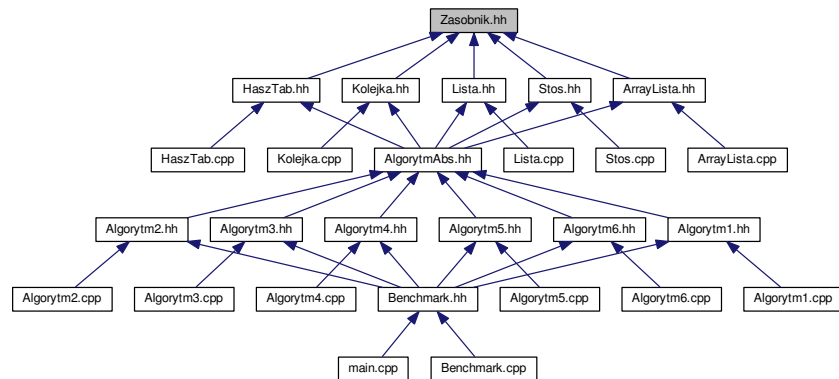 Zasobnik.hh
HaszTab.hh
Kolejka.hh
Lista.hh
Stos.hh
ArrayLista.hh
HaszTab.cpp
Kolejka.cpp
AlgorytmAbs.hh
Lista.cpp
Stos.cpp
ArrayLista.cpp
Algorytm2.hh
Algorytm3.hh
Algorytm4.hh
Algorytm5.hh
Algorytm6.hh
Algorytm1.hh
Algorytm2.cpp
Algorytm3.cpp
Algorytm4.cpp
Benchmark.hh
Algorytm5.cpp
Algorytm6.cpp
Algorytm1.cpp
main.cpp
Benchmark.cpp